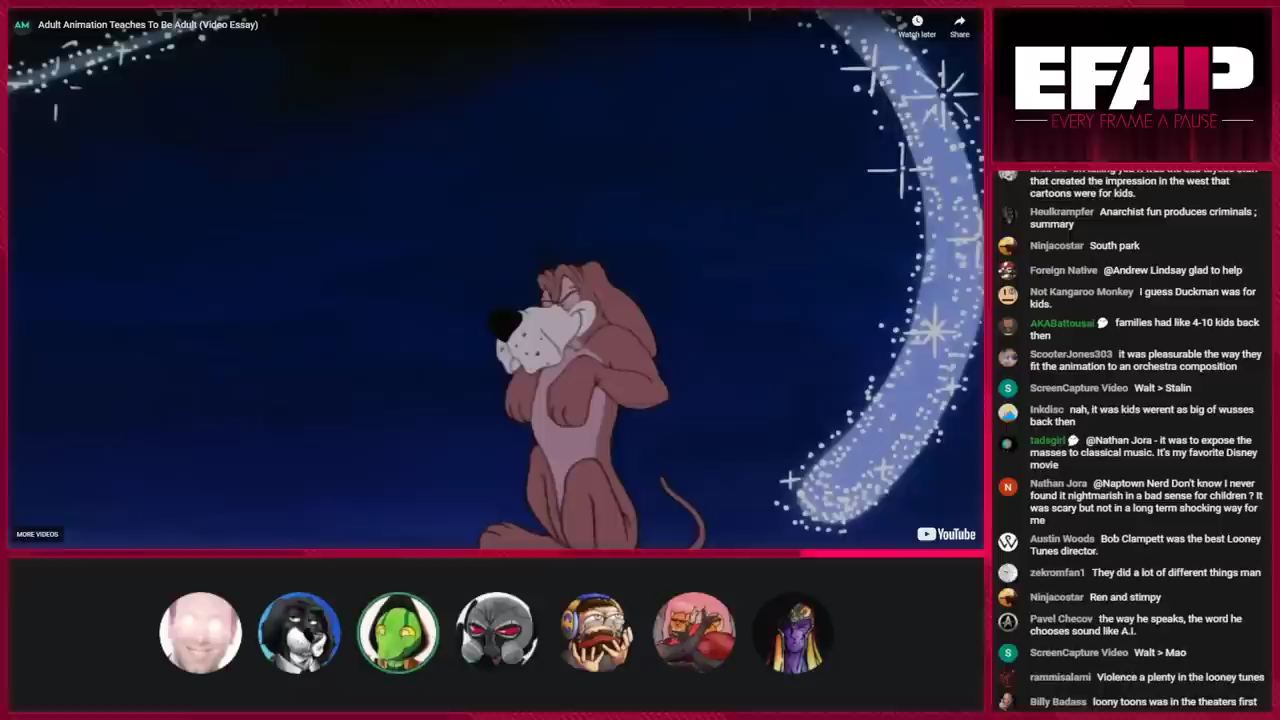 AM Adult Animation Teaches To Be Adult (Video Essay)
Watch later
Share
MORE VIDEOS
YouTube
EFAP
EVERY FRAME A PAUSE
that created the impression in the west that
cartoons were for kids.
Heulkrampfer Anarchist fun produces criminals ;
summary
Ninjacostar South park
Foreign Native @Andrew Lindsay glad to help
Not Kangaroo Monkey I guess Duckman was for
kids.
AKABattousai families had like 4-10 kids back
then
ScooterJones303 it was pleasurable the way they
fit the animation to an orchestra composition
S ScreenCapture Video Walt > Stalin
Inkdisc nah, it was kids werent as big of wusses
back then
tadsgirl @Nathan Jora - it was to expose the
masses to classical music. It's my favorite Disney
movie
N Nathan Jora @Naptown Nerd Don't know I never
found it nightmarish in a bad sense for children ? It
was scary but not in a long term shocking way for
me
Austin Woods Bob Clampett was the best Looney
Tunes director.
zekromfan1 They did a lot of different things man
Ninjacostar Ren and stimpy
Pavel Checov the way he speaks, the word he
chooses sound like A.I.
S ScreenCapture Video Walt > Mao
rammisalami Violence a plenty in the looney tunes
Billy Badass loony toons was in the theaters first